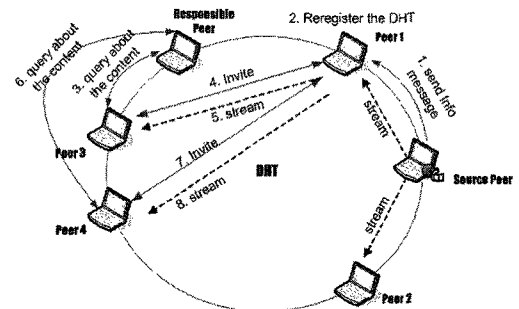 Responsible
Peer
2. Reregister the DHT
Peer 1
6. query about
the content
3. query about
the content
4. Invite
5. stream
1. send Info
message
stream
Peer 3
7. Invite
8. stream
DHT
Source Peer
Peer 4
stream
Peer 2